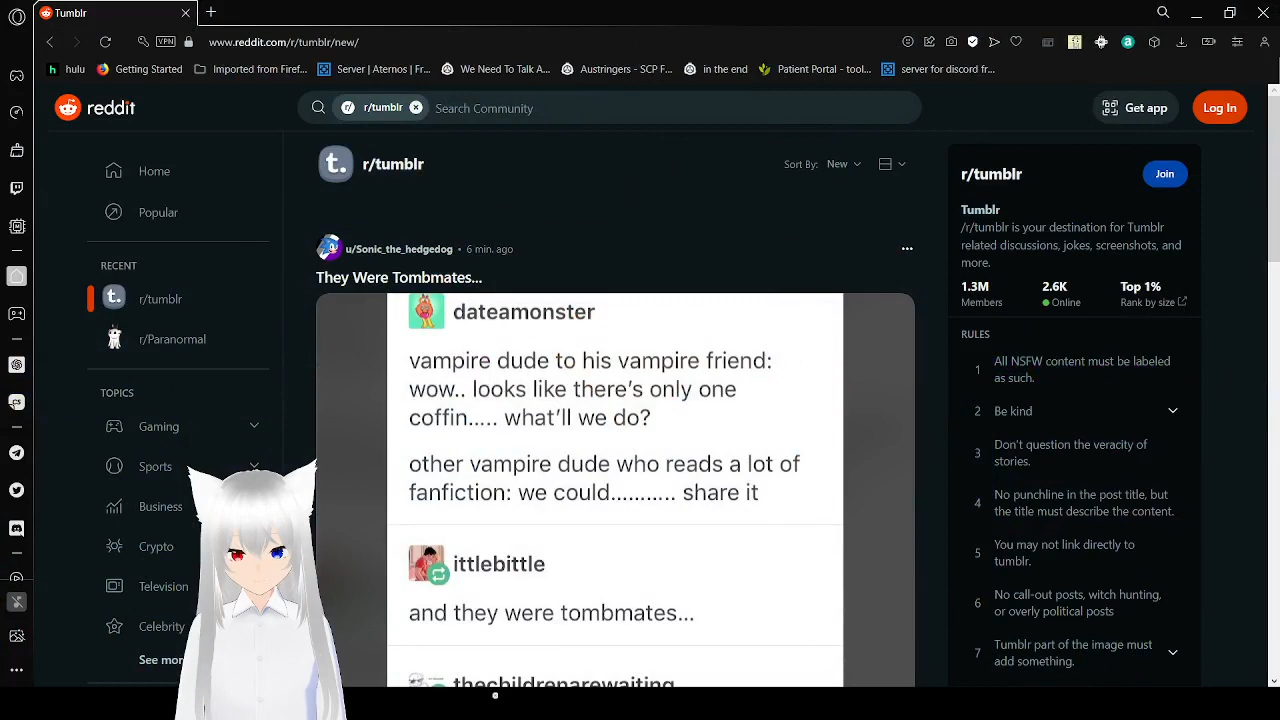 Tumblr
VPN
www.reddit.com/r/tumblr/new/
hulu
Getting Started
Imported from Firef...
Server | Aternos | Fr...
We Need To Talk A...
Austringers - SCP F...
in the end
Patient Portal - tool...
server for discord fr...
reddit
r/tumblr
Search Community
Get app
Log In
Home
Popular
RECENT
r/tumblr
r/Paranormal
TOPICS
Gaming
Sports
Business
Crypto
Television
Celebrity
See mor
r/tumblr
Sort By: New
u/Sonic_the_hedgedog • 6 min. ago
They Were Tombmates...
dateamonster
vampire dude to his vampire friend:
wow.. looks like there's only one
coffin..... what'll we do?
other vampire dude who reads a lot of
fanfiction: we could........... share it
ittlebittle
and they were tombmates...
thechildrenarewaiting
r/tumblr
Join
Tumblr
/r/tumblr is your destination for Tumblr
related discussions, jokes, screenshots, and
more.
1.3M 2.6K Top 1%
Members Online Rank by size
RULES
1 All NSFW content must be labeled
as such.
2 Be kind
3 Don't question the veracity of
stories.
4 No punchline in the post title, but
the title must describe the content.
5 You may not link directly to
tumblr.
6 No call-out posts, witch hunting,
or overly political posts
7 Tumblr part of the image must
add something.